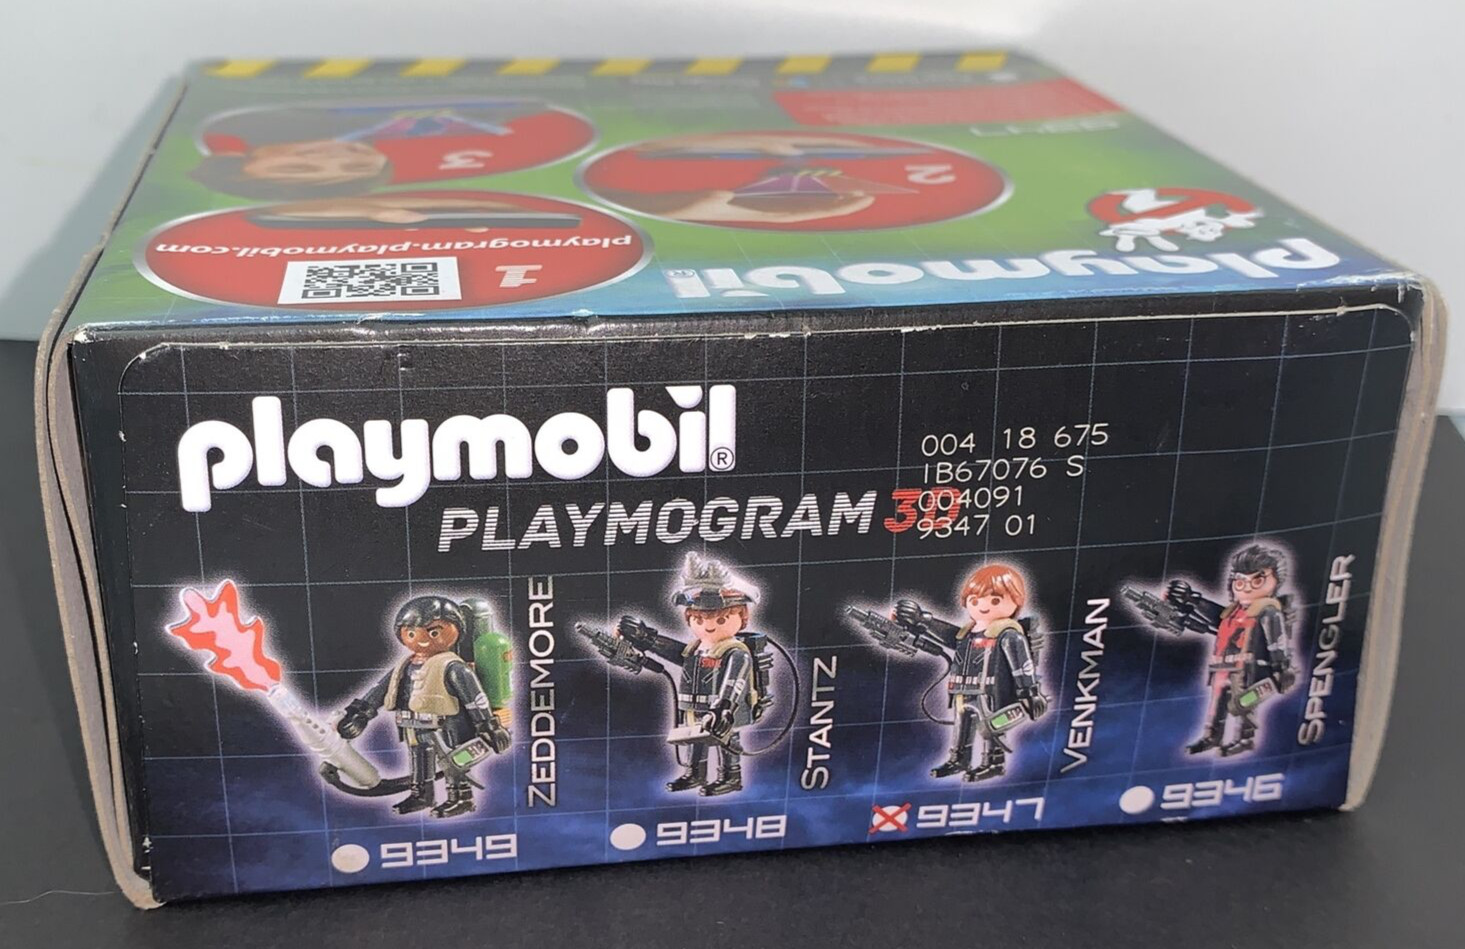 3
2
playmogram.playmobil.com
1
playmobil®
playmobil®
PLAYMOGRAM 3D
004 18 675
IB67076 S
004091
9347 01
ZEDDEMORE
STANTZ
VENKMAN
SPENGLER
9349
9348
9347
9346